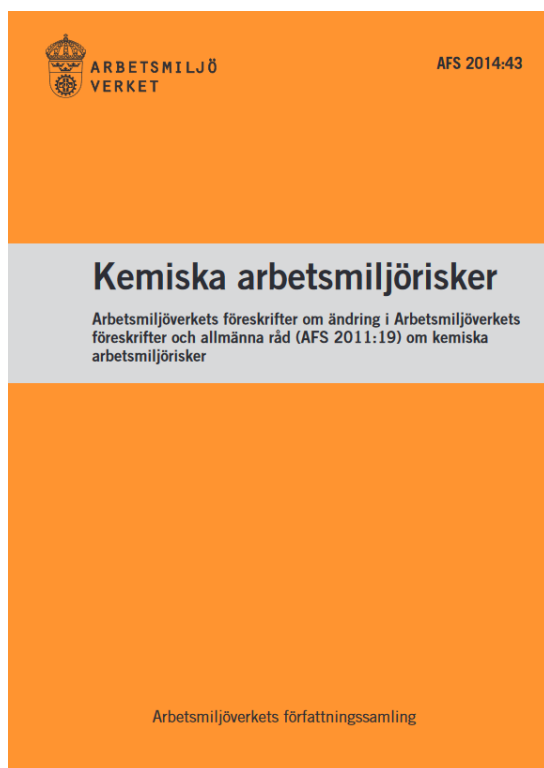 ARBETSMILJÖ
VERKET
AFS 2014:43
Kemiska arbetsmiljörisker
Arbetsmiljöverkets föreskrifter om ändring i Arbetsmiljöverkets
föreskrifter och allmänna råd (AFS 2011:19) om kemiska
arbetsmiljörisker
Arbetsmiljöverkets författningssamling